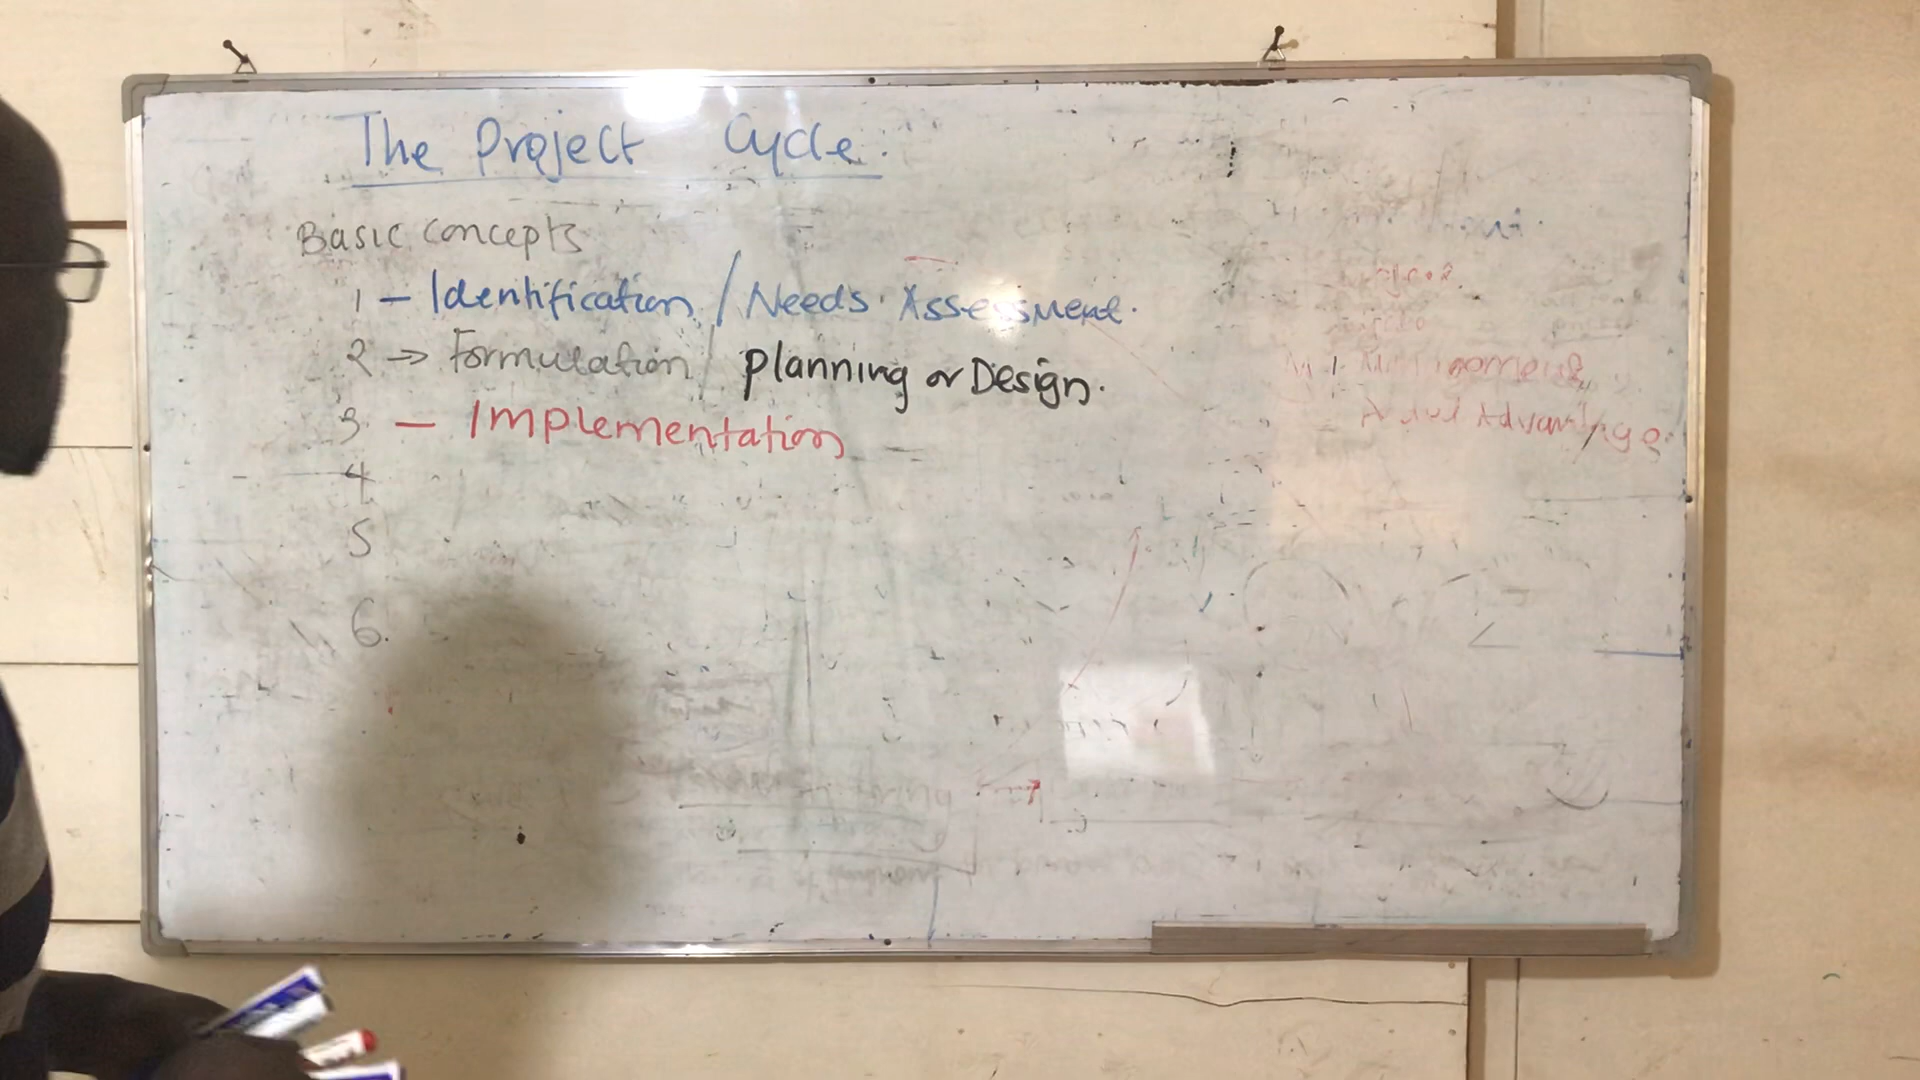 The Project Cycle:
Basic concepts
1 – Identification / Needs Assessment.
2 → Formulation / planning or Design.
3 – Implementation
4
5
6.
Advantage